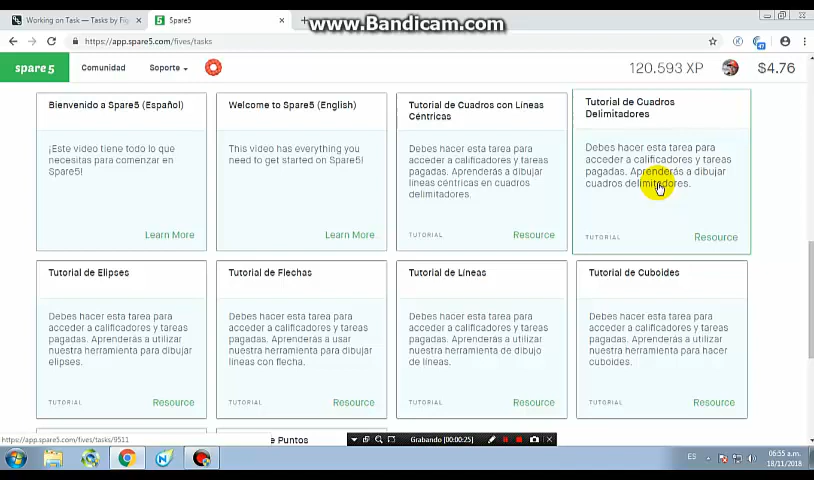 www.Bandicam.com
Working on Task — Tasks by Fig
Spare5
https://app.spare5.com/fives/tasks
spare5
Comunidad
Soporte
120.593 XP
$4.76
Bienvenido a Spare5 (Español)
¡Este video tiene todo lo que
necesitas para comenzar en
Spare5!
Learn More
Welcome to Spare5 (English)
This video has everything you
need to get started on Spare5!
Learn More
Tutorial de Cuadros con Líneas
Céntricas
Debes hacer esta tarea para
acceder a calificadores y tareas
pagadas. Aprenderás a dibujar
líneas céntricas en cuadros
delimitadores.
TUTORIAL
Resource
Tutorial de Cuadros
Delimitadores
Debes hacer esta tarea para
acceder a calificadores y tareas
pagadas. Aprenderás a dibujar
cuadros delimitadores.
TUTORIAL
Resource
Tutorial de Elipses
Debes hacer esta tarea para
acceder a calificadores y tareas
pagadas. Aprenderás a utilizar
nuestra herramienta para dibujar
elipses.
TUTORIAL
Resource
Tutorial de Flechas
Debes hacer esta tarea para
acceder a calificadores y tareas
pagadas. Aprenderás a usar
nuestra herramienta para dibujar
líneas con flecha.
TUTORIAL
Resource
Tutorial de Líneas
Debes hacer esta tarea para
acceder a calificadores y tareas
pagadas. Aprenderás a utilizar
nuestra herramienta de dibujo
de líneas.
TUTORIAL
Resource
Tutorial de Cuboides
Debes hacer esta tarea para
acceder a calificadores y tareas
pagadas. Aprenderás a utilizar
nuestra herramienta para hacer
cuboides.
TUTORIAL
Resource
https://app.spare5.com/fives/tasks/9511
e Puntos
Grabando [00:00:25]
ES
06:55 a.m.
18/11/2018